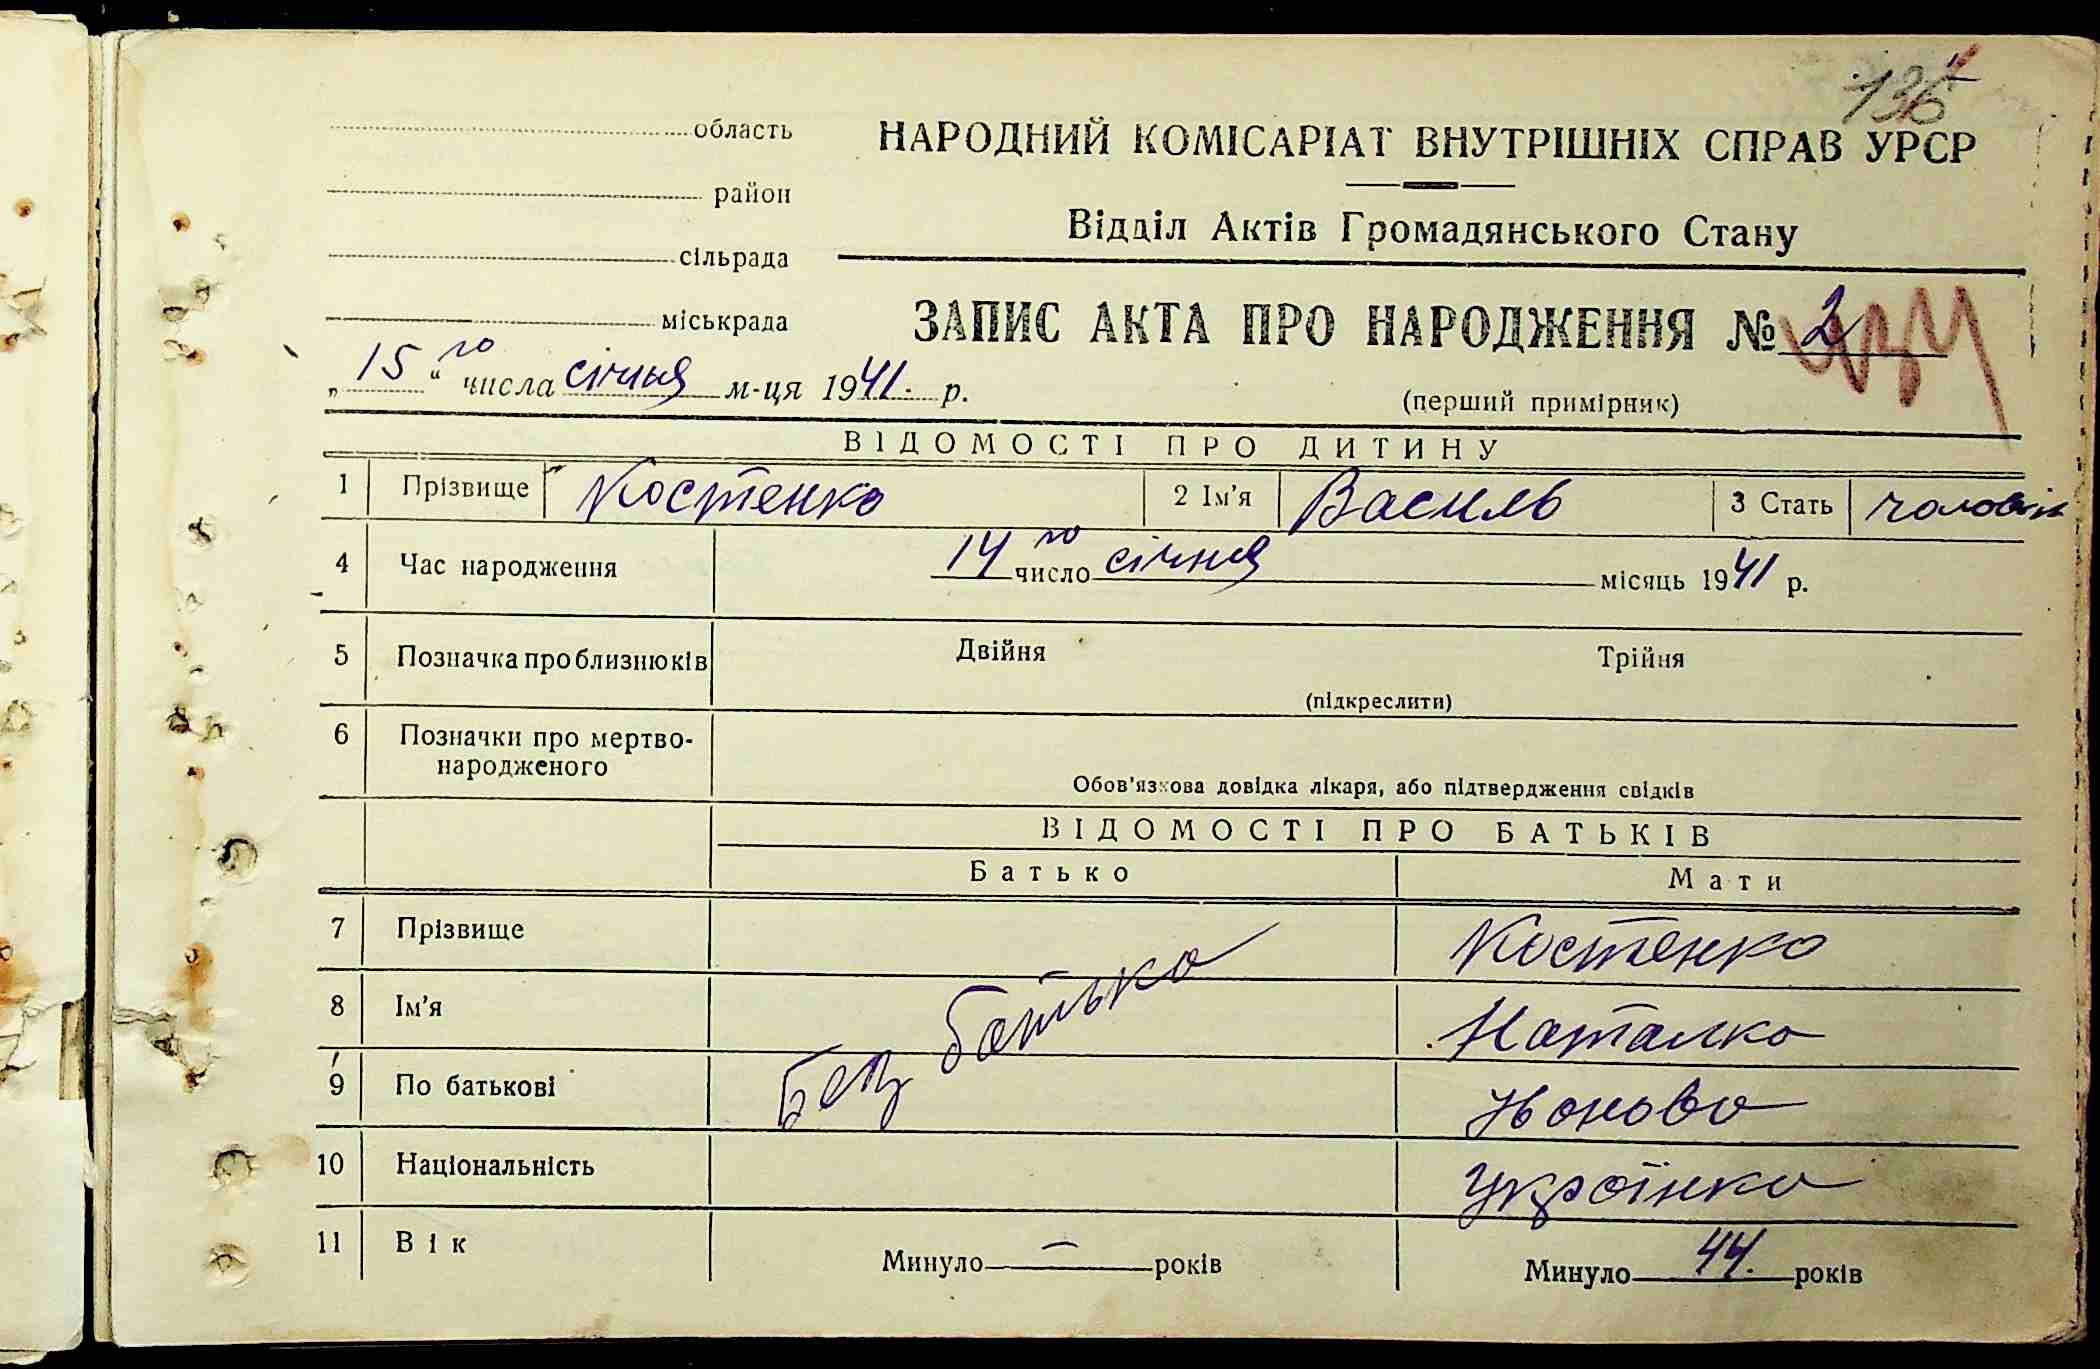 136
область
НАРОДНИЙ КОМІСАРІАТ ВНУТРІШНІХ СПРАВ УРСР
район
Відділ Актів Громадянського Стану
сільрада
міськрада
ЗАПИС АКТА ПРО НАРОДЖЕННЯ № 2
„15го“ числа січня м-ця 1941 р.
(перший примірник)
ВІДОМОСТІ ПРО ДИТИНУ
1 Прізвище Костенко 2 Ім'я Василь 3 Стать чоловік
4 Час народження 14го число січня місяць 1941 р.
5 Позначка про близнюків Двійня Трійня
(підкреслити)
6 Позначки про мертво-
народженого
Обов'язкова довідка лікаря, або підтвердження свідків
ВІДОМОСТІ ПРО БАТЬКІВ
Батько Мати
7 Прізвище Костенко
8 Ім'я Без батька Наталка
9 По батькові
10 Національність Українка
11 Вік Минуло — років Минуло 44. років